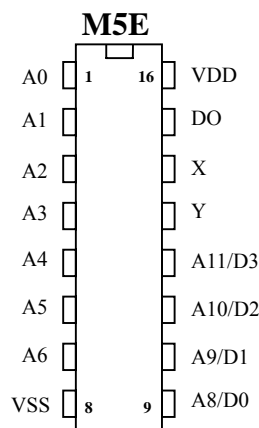 M5E
A0 1 16 VDD
A1 DO
A2 X
A3 Y
A4 A11/D3
A5 A10/D2
A6 A9/D1
VSS 8 9 A8/D0